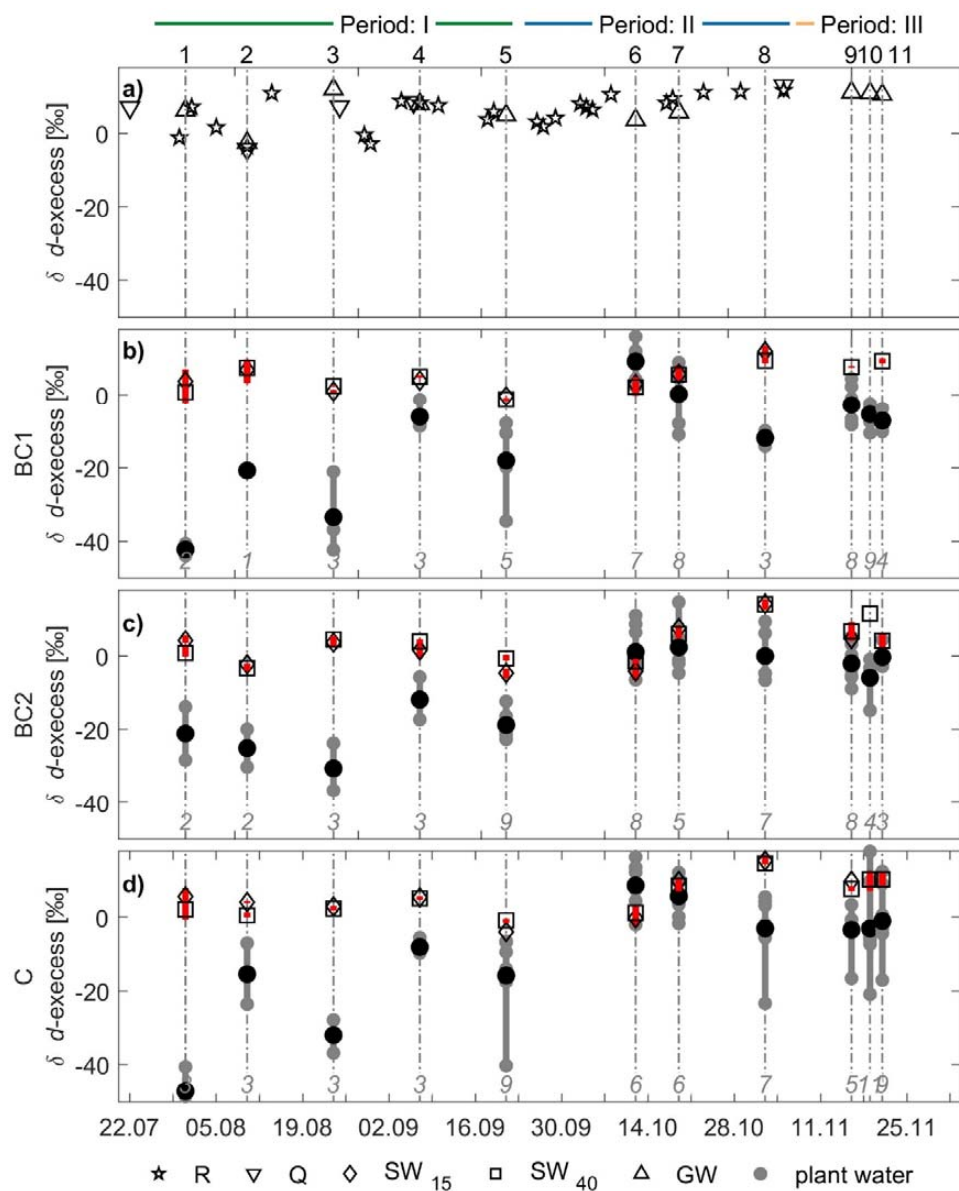 Period: I Period: II Period: III
1 2 3 4 5 6 7 8 9 10 11
a)
0
-20
-40
δ d-execess [‰]
b)
0
-20
-40
BC1
δ d-execess [‰]
2 1 3 3 5 7 8 3 8 9 4
c)
0
-20
-40
BC2
δ d-execess [‰]
2 2 3 3 9 8 5 7 8 4 3
d)
0
-20
-40
C
δ d-execess [‰]
3 3 3 9 6 6 7 5 11 9
22.07 05.08 19.08 02.09 16.09 30.09 14.10 28.10 11.11 25.11
R Q SW 15 SW 40 GW plant water